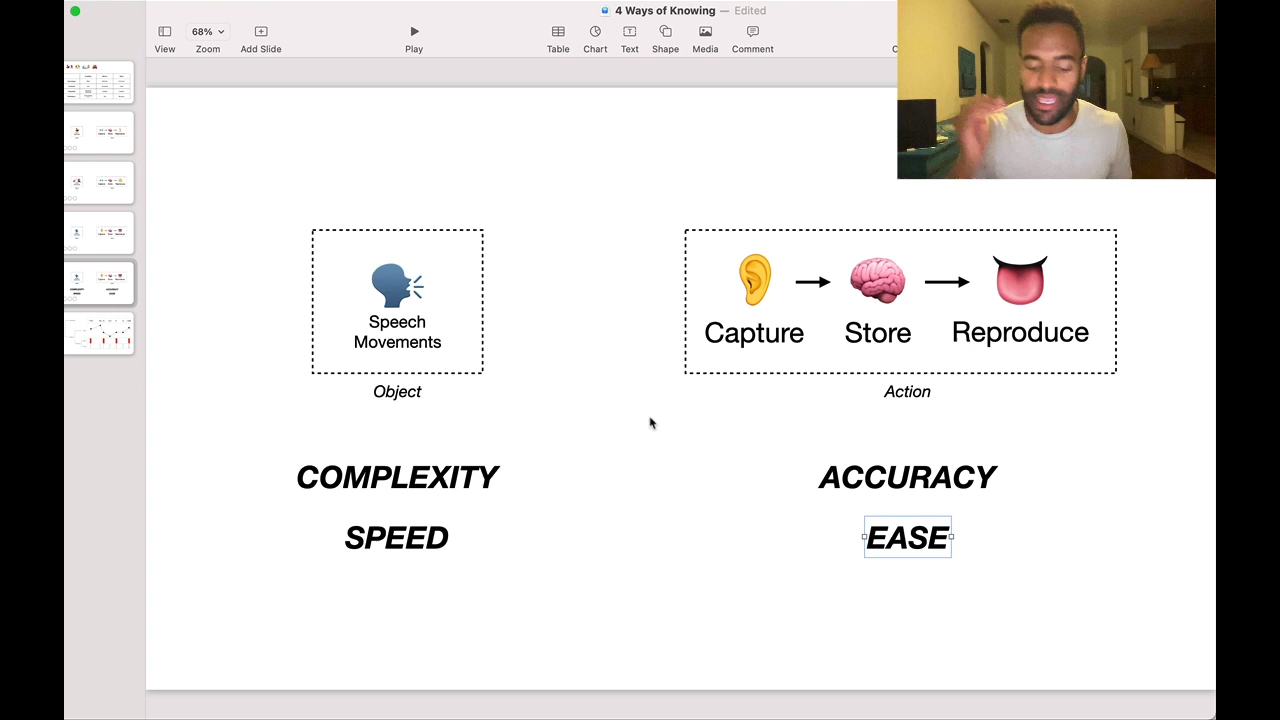 4 Ways of Knowing — Edited
68%
View
Zoom
Add Slide
Play
Table
Chart
Text
Shape
Media
Comment
C
Speech
Movements
Object
Capture
Store
Reproduce
Action
COMPLEXITY
SPEED
ACCURACY
EASE